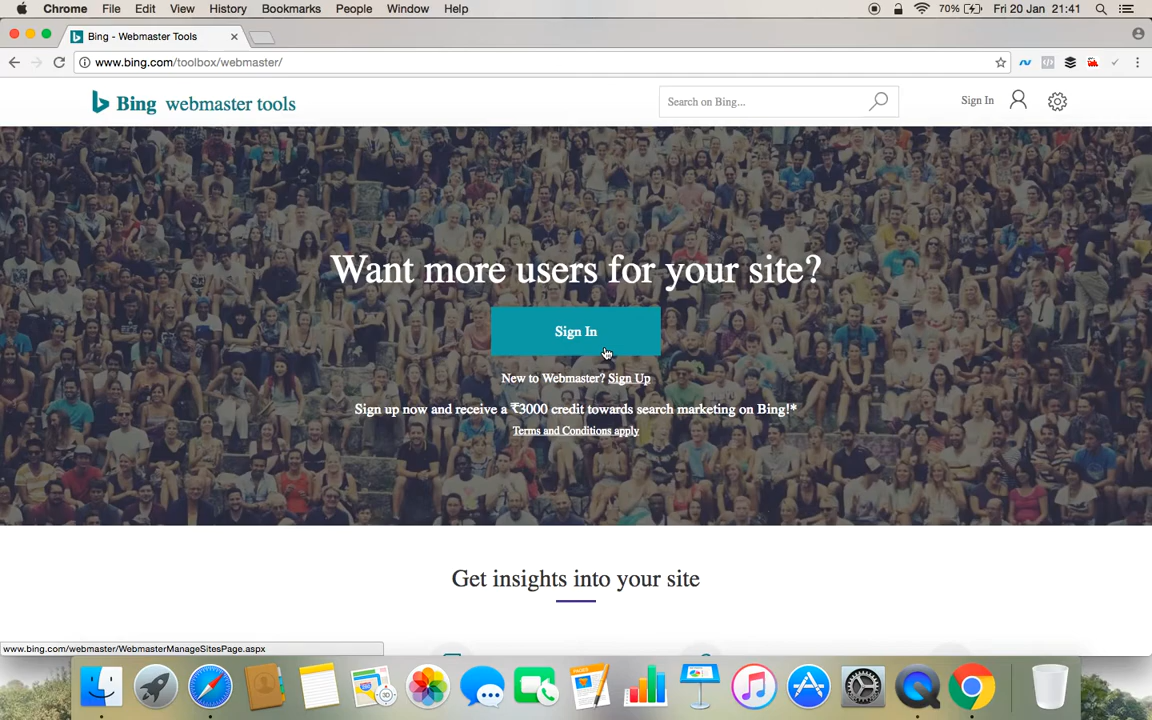 Chrome File Edit View History Bookmarks People Window Help 70% Fri 20 Jan 21:41
Bing - Webmaster Tools
www.bing.com/toolbox/webmaster/
Bing webmaster tools Search on Bing... Sign In
Want more users for your site?
Sign In
New to Webmaster? Sign Up
Sign up now and receive a ₹3000 credit towards search marketing on Bing!*
Terms and Conditions apply
Get insights into your site
www.bing.com/webmaster/WebmasterManageSitesPage.aspx